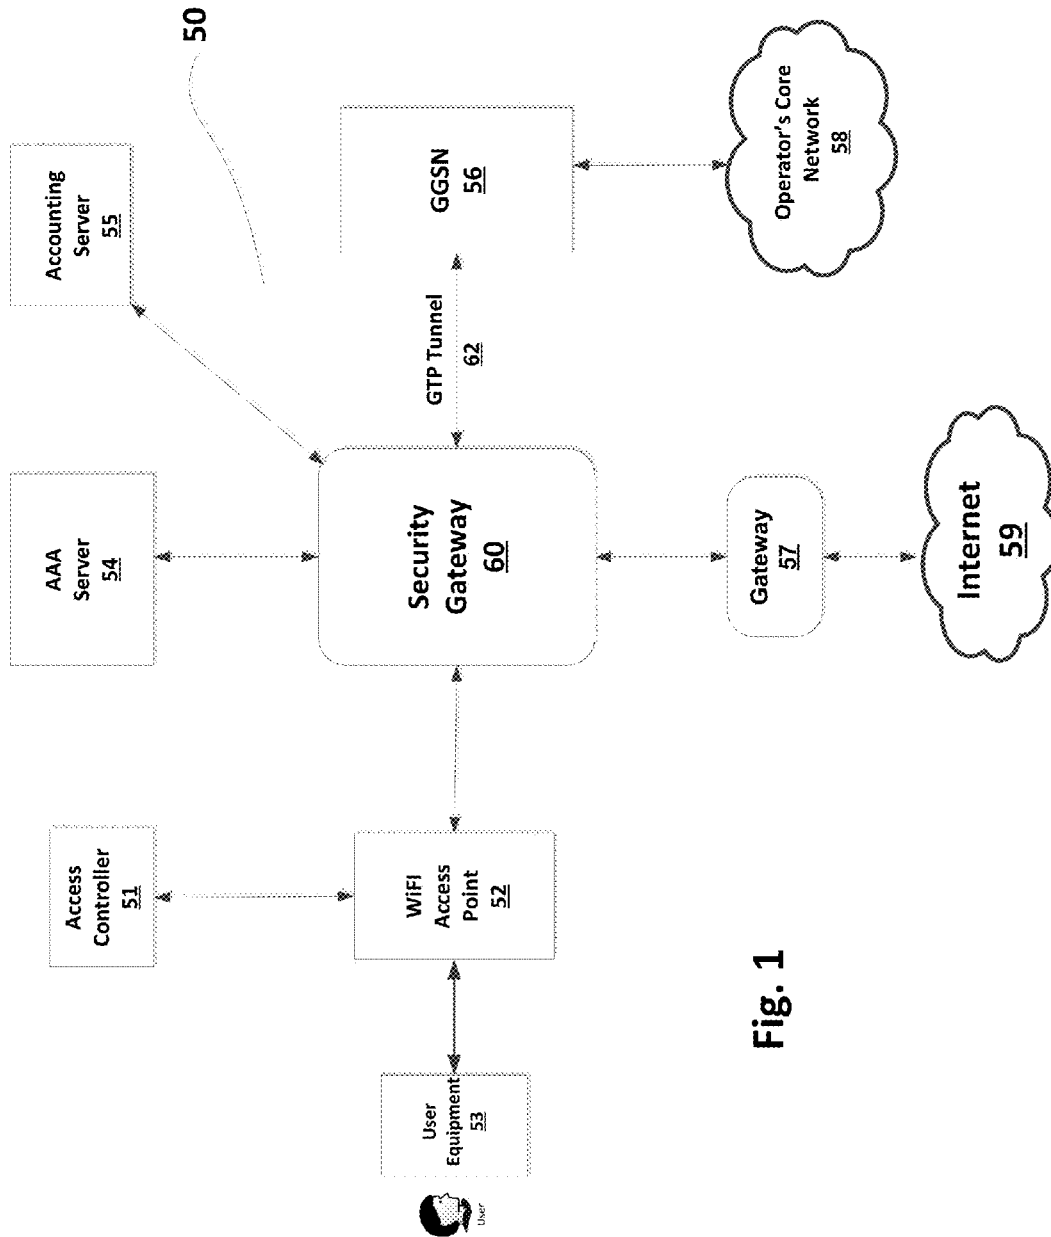 50
Accounting
Server
55
AAA
Server
54
Access
Controller
51
GGSN
56
GTP Tunnel
62
Security
Gateway
60
WiFI
Access
Point
52
User
Equipment
53
User
Operator's Core
Network
58
Gateway
57
Internet
59
Fig. 1